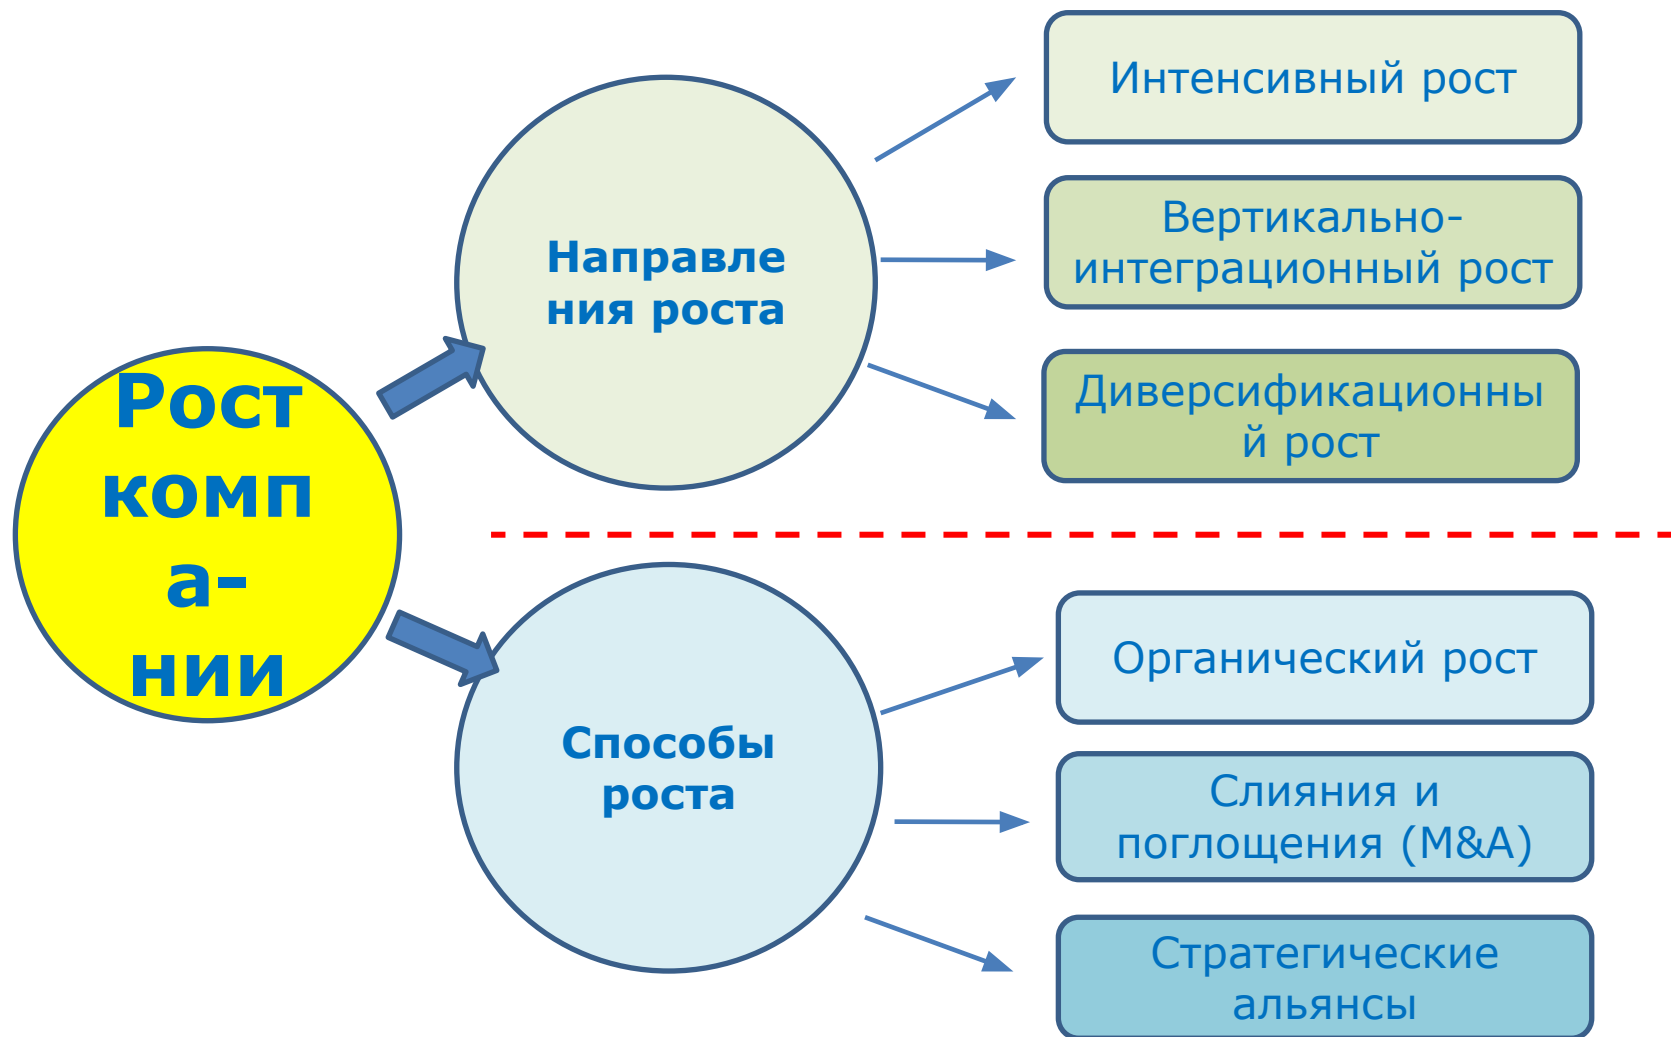 Рост
комп
а-
нии
Направле
ния роста
Интенсивный рост
Вертикально-
интеграционный рост
Диверсификационны
й рост
Способы
роста
Органический рост
Слияния и
поглощения (M&A)
Стратегические
альянсы